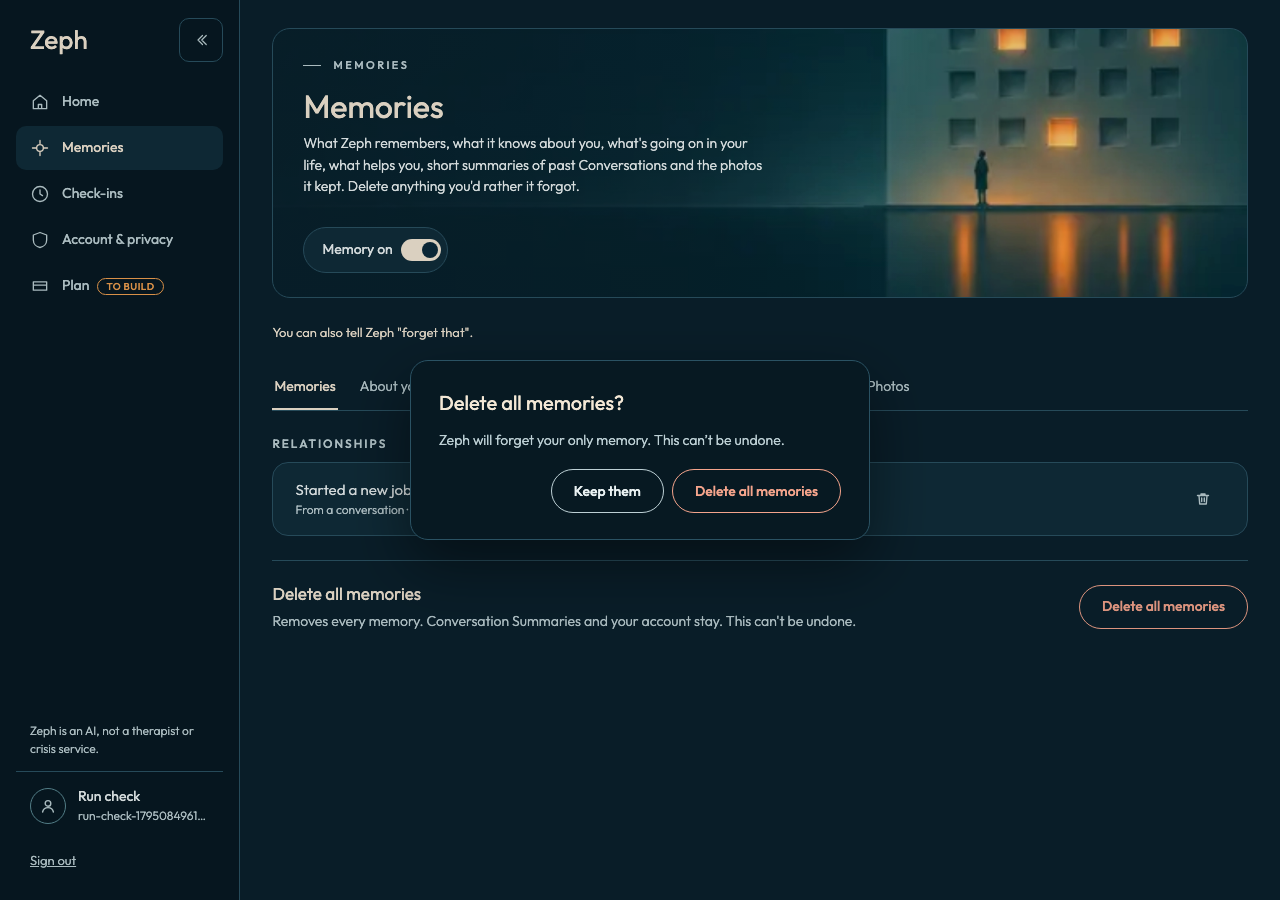 Zeph
Home
Memories
Check-ins
Account & privacy
Plan TO BUILD
MEMORIES
Memories
What Zeph remembers, what it knows about you, what's going on in your
life, what helps you, short summaries of past Conversations and the photos
it kept. Delete anything you'd rather it forgot.
Memory on
You can also tell Zeph "forget that".
Memories About Photos
Delete all memories?
Zeph will forget your only memory. This can't be undone.
Keep them Delete all memories
RELATIONSHIPS
Started a new job
From a conversation ·
Delete all memories
Removes every memory. Conversation Summaries and your account stay. This can't be undone.
Delete all memories
Zeph is an AI, not a therapist or
crisis service.
Run check
run-check-1795084961...
Sign out